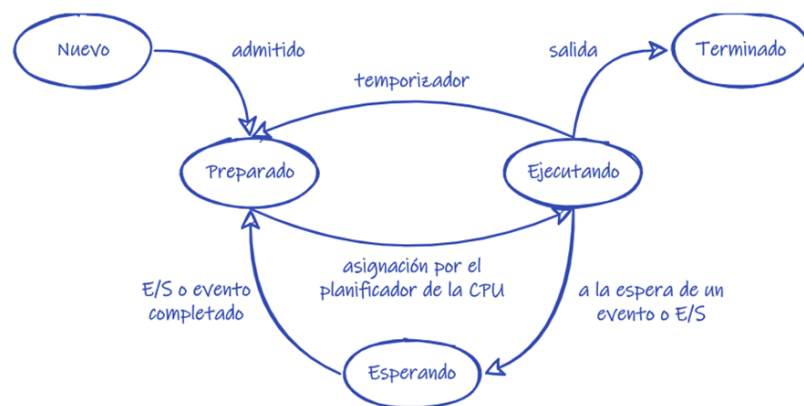 Nuevo
admitido
salida
Terminado
temporizador
Preparado
Ejecutando
asignación por el
planificador de la CPU
E/S o evento
completado
a la espera de un
evento o E/S
Esperando